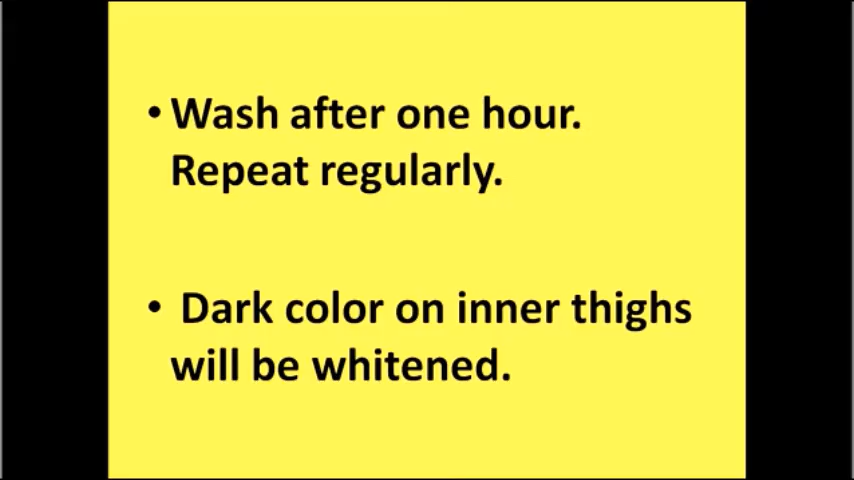 • Wash after one hour.
Repeat regularly.
• Dark color on inner thighs
will be whitened.